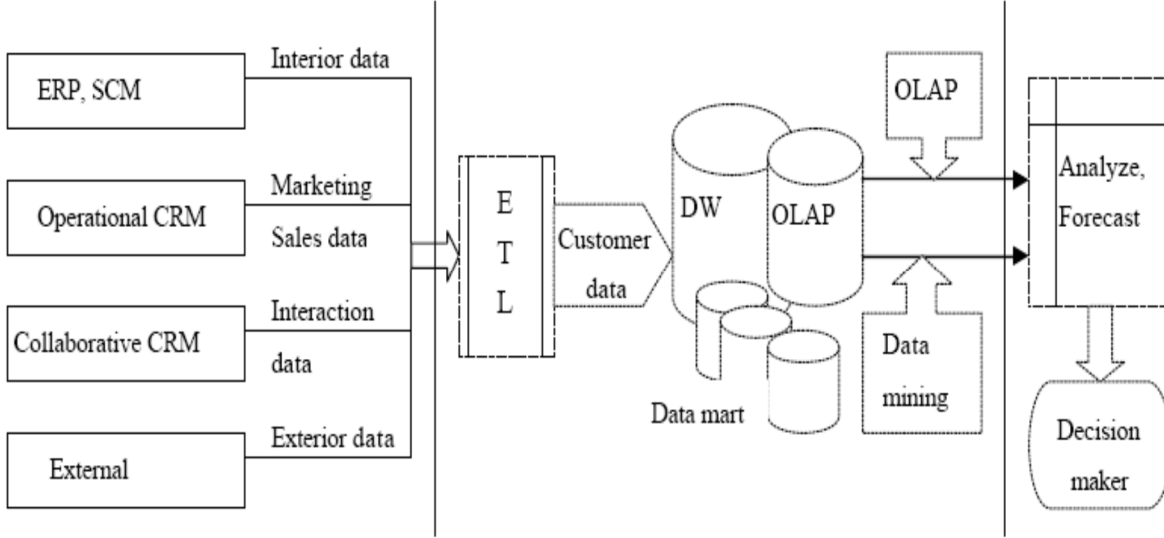 Interior data
ERP, SCM
Marketing
Operational CRM
Sales data
Interaction
Collaborative CRM
data
Exterior data
External
E
T
L
Customer
data
DW
OLAP
Data mart
OLAP
Data
mining
Analyze,
Forecast
Decision
maker